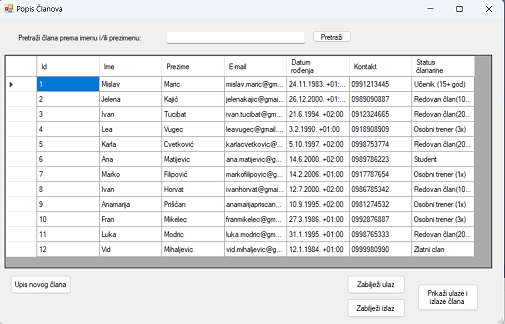 Popis Članova
Pretraži člana prema imenu i/ili prezimenu: Pretraži
Id Ime Prezime E-mail Datum rođenja Kontakt Status članarine
1 Mislav Maric mislav.maric@gm... 24.11.1983. +01:... 0991213445 Učenik (15+ god)
2 Jelena Kajić jelenakajic@gmai... 26.12.2000. +01:... 0989090887 Redovan član(10...
3 Ivan Tucibat ivan.tucibat@gm... 21.6.1994. +02:00 0912324665 Redovan član(20...
4 Lea Vugec leavugec@gmail.... 3.2.1990. +01:00 0918908909 Osobni trener (3x)
5 Karla Cvetković karlacvetkovic@... 5.10.1997. +02:00 0998753774 Redovan član(20...
6 Ana Matijevic ana.matijevic@g... 14.6.2000. +02:00 0989786223 Student
7 Marko Filipović markofilipovic@g... 14.2.2006. +01:00 0917787654 Osobni trener (1x)
8 Ivan Horvat ivanhorvat@gmai... 12.7.2000. +02:00 0986785342 Redovan član(10...
9 Anamarija Prišćan anamarijapriscan... 10.9.1995. +02:00 0981274532 Osobni trener (1x)
10 Fran Mikelec franmikelec@gm... 27.3.1986. +01:00 0992876887 Osobni trener (3x)
11 Luka Modric luka.modric@gm... 31.1.1995. +01:00 0998765333 Redovan član(20...
12 Vid Mihaljevic vid.mihaljevic@g... 12.1.1984. +01:00 0999980990 Zlatni clan
Upis novog člana
Zabilježi ulaz
Zabilježi izlaz
Prikaži ulaze i
izlaze člana